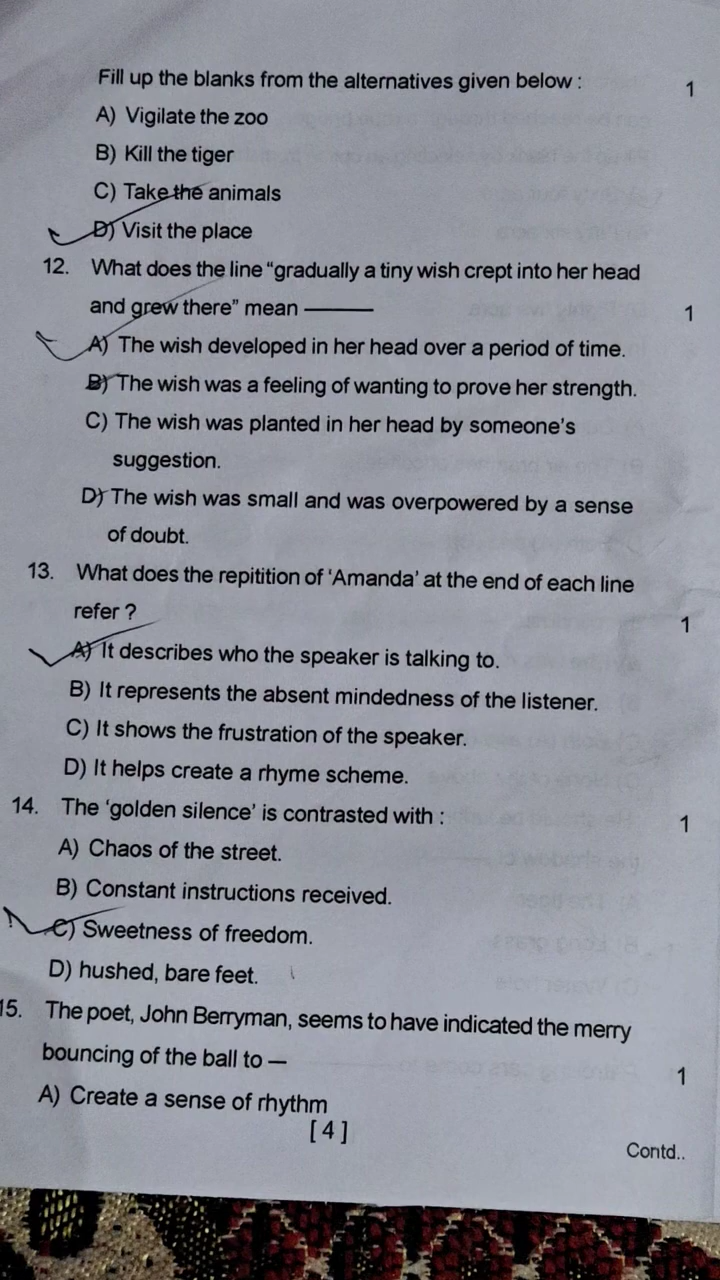 Fill up the blanks from the alternatives given below : 1
A) Vigilate the zoo
B) Kill the tiger
C) Take the animals
D) Visit the place
12. What does the line “gradually a tiny wish crept into her head
and grew there” mean ——— 1
A) The wish developed in her head over a period of time.
B) The wish was a feeling of wanting to prove her strength.
C) The wish was planted in her head by someone's
suggestion.
D) The wish was small and was overpowered by a sense
of doubt.
13. What does the repitition of ‘Amanda’ at the end of each line
refer ? 1
A) It describes who the speaker is talking to.
B) It represents the absent mindedness of the listener.
C) It shows the frustration of the speaker.
D) It helps create a rhyme scheme.
14. The ‘golden silence’ is contrasted with : 1
A) Chaos of the street.
B) Constant instructions received.
C) Sweetness of freedom.
D) hushed, bare feet.
15. The poet, John Berryman, seems to have indicated the merry
bouncing of the ball to — 1
A) Create a sense of rhythm
[ 4 ]
Contd..